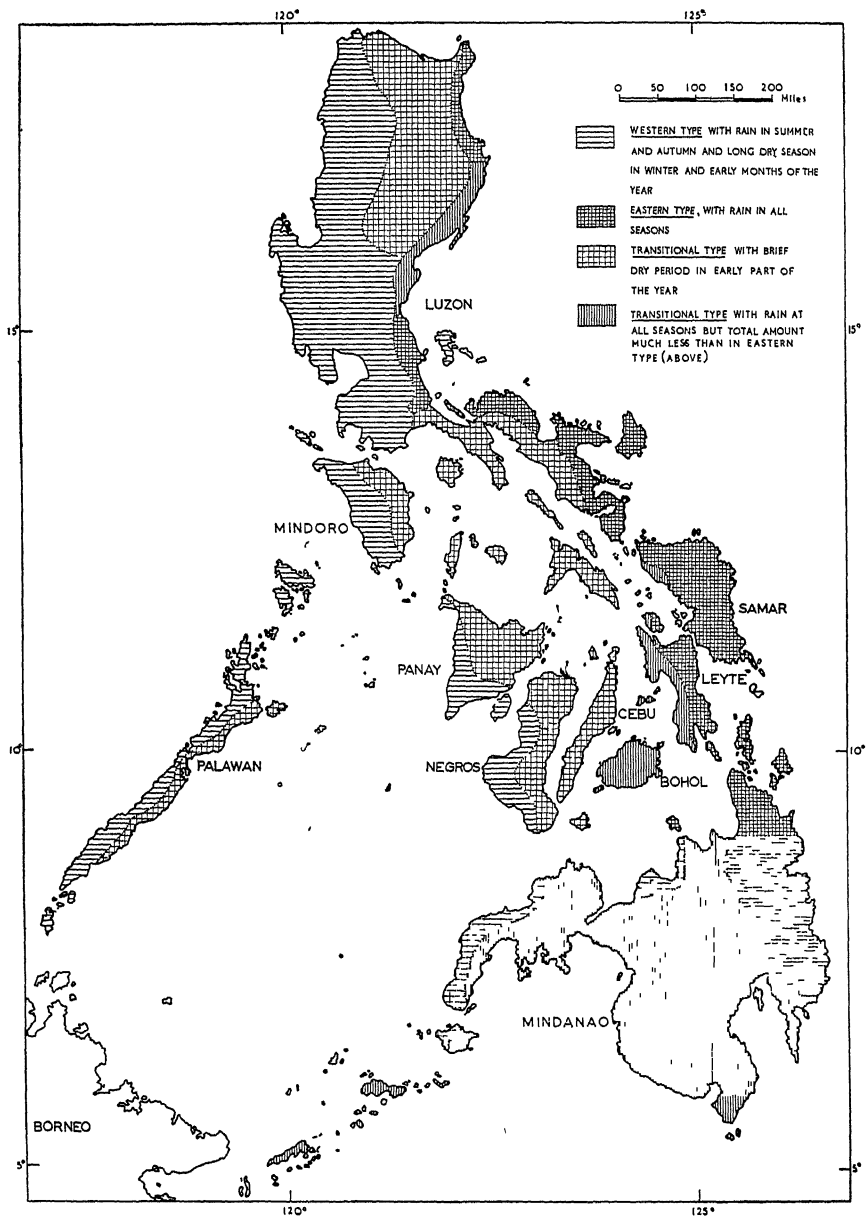 120°
125°
0 50 100 150 200 Miles
WESTERN TYPE WITH RAIN IN SUMMER
AND AUTUMN AND LONG DRY SEASON
IN WINTER AND EARLY MONTHS OF THE
YEAR
EASTERN TYPE, WITH RAIN IN ALL
SEASONS
TRANSITIONAL TYPE WITH BRIEF
DRY PERIOD IN EARLY PART OF
THE YEAR
TRANSITIONAL TYPE WITH RAIN AT
ALL SEASONS BUT TOTAL AMOUNT
MUCH LESS THAN IN EASTERN
TYPE (ABOVE)
LUZON
15°
15°
MINDORO
SAMAR
PANAY
LEYTE
CEBU
10°
10°
PALAWAN
NEGROS
BOHOL
MINDANAO
BORNEO
5°
5°
120°
125°